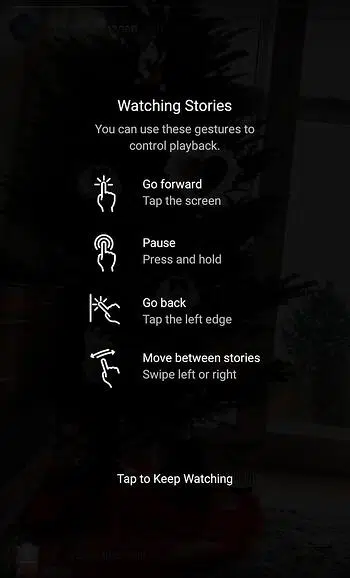 Watching Stories
You can use these gestures to
control playback.
Go forward
Tap the screen
Pause
Press and hold
Go back
Tap the left edge
Move between stories
Swipe left or right
Tap to Keep Watching